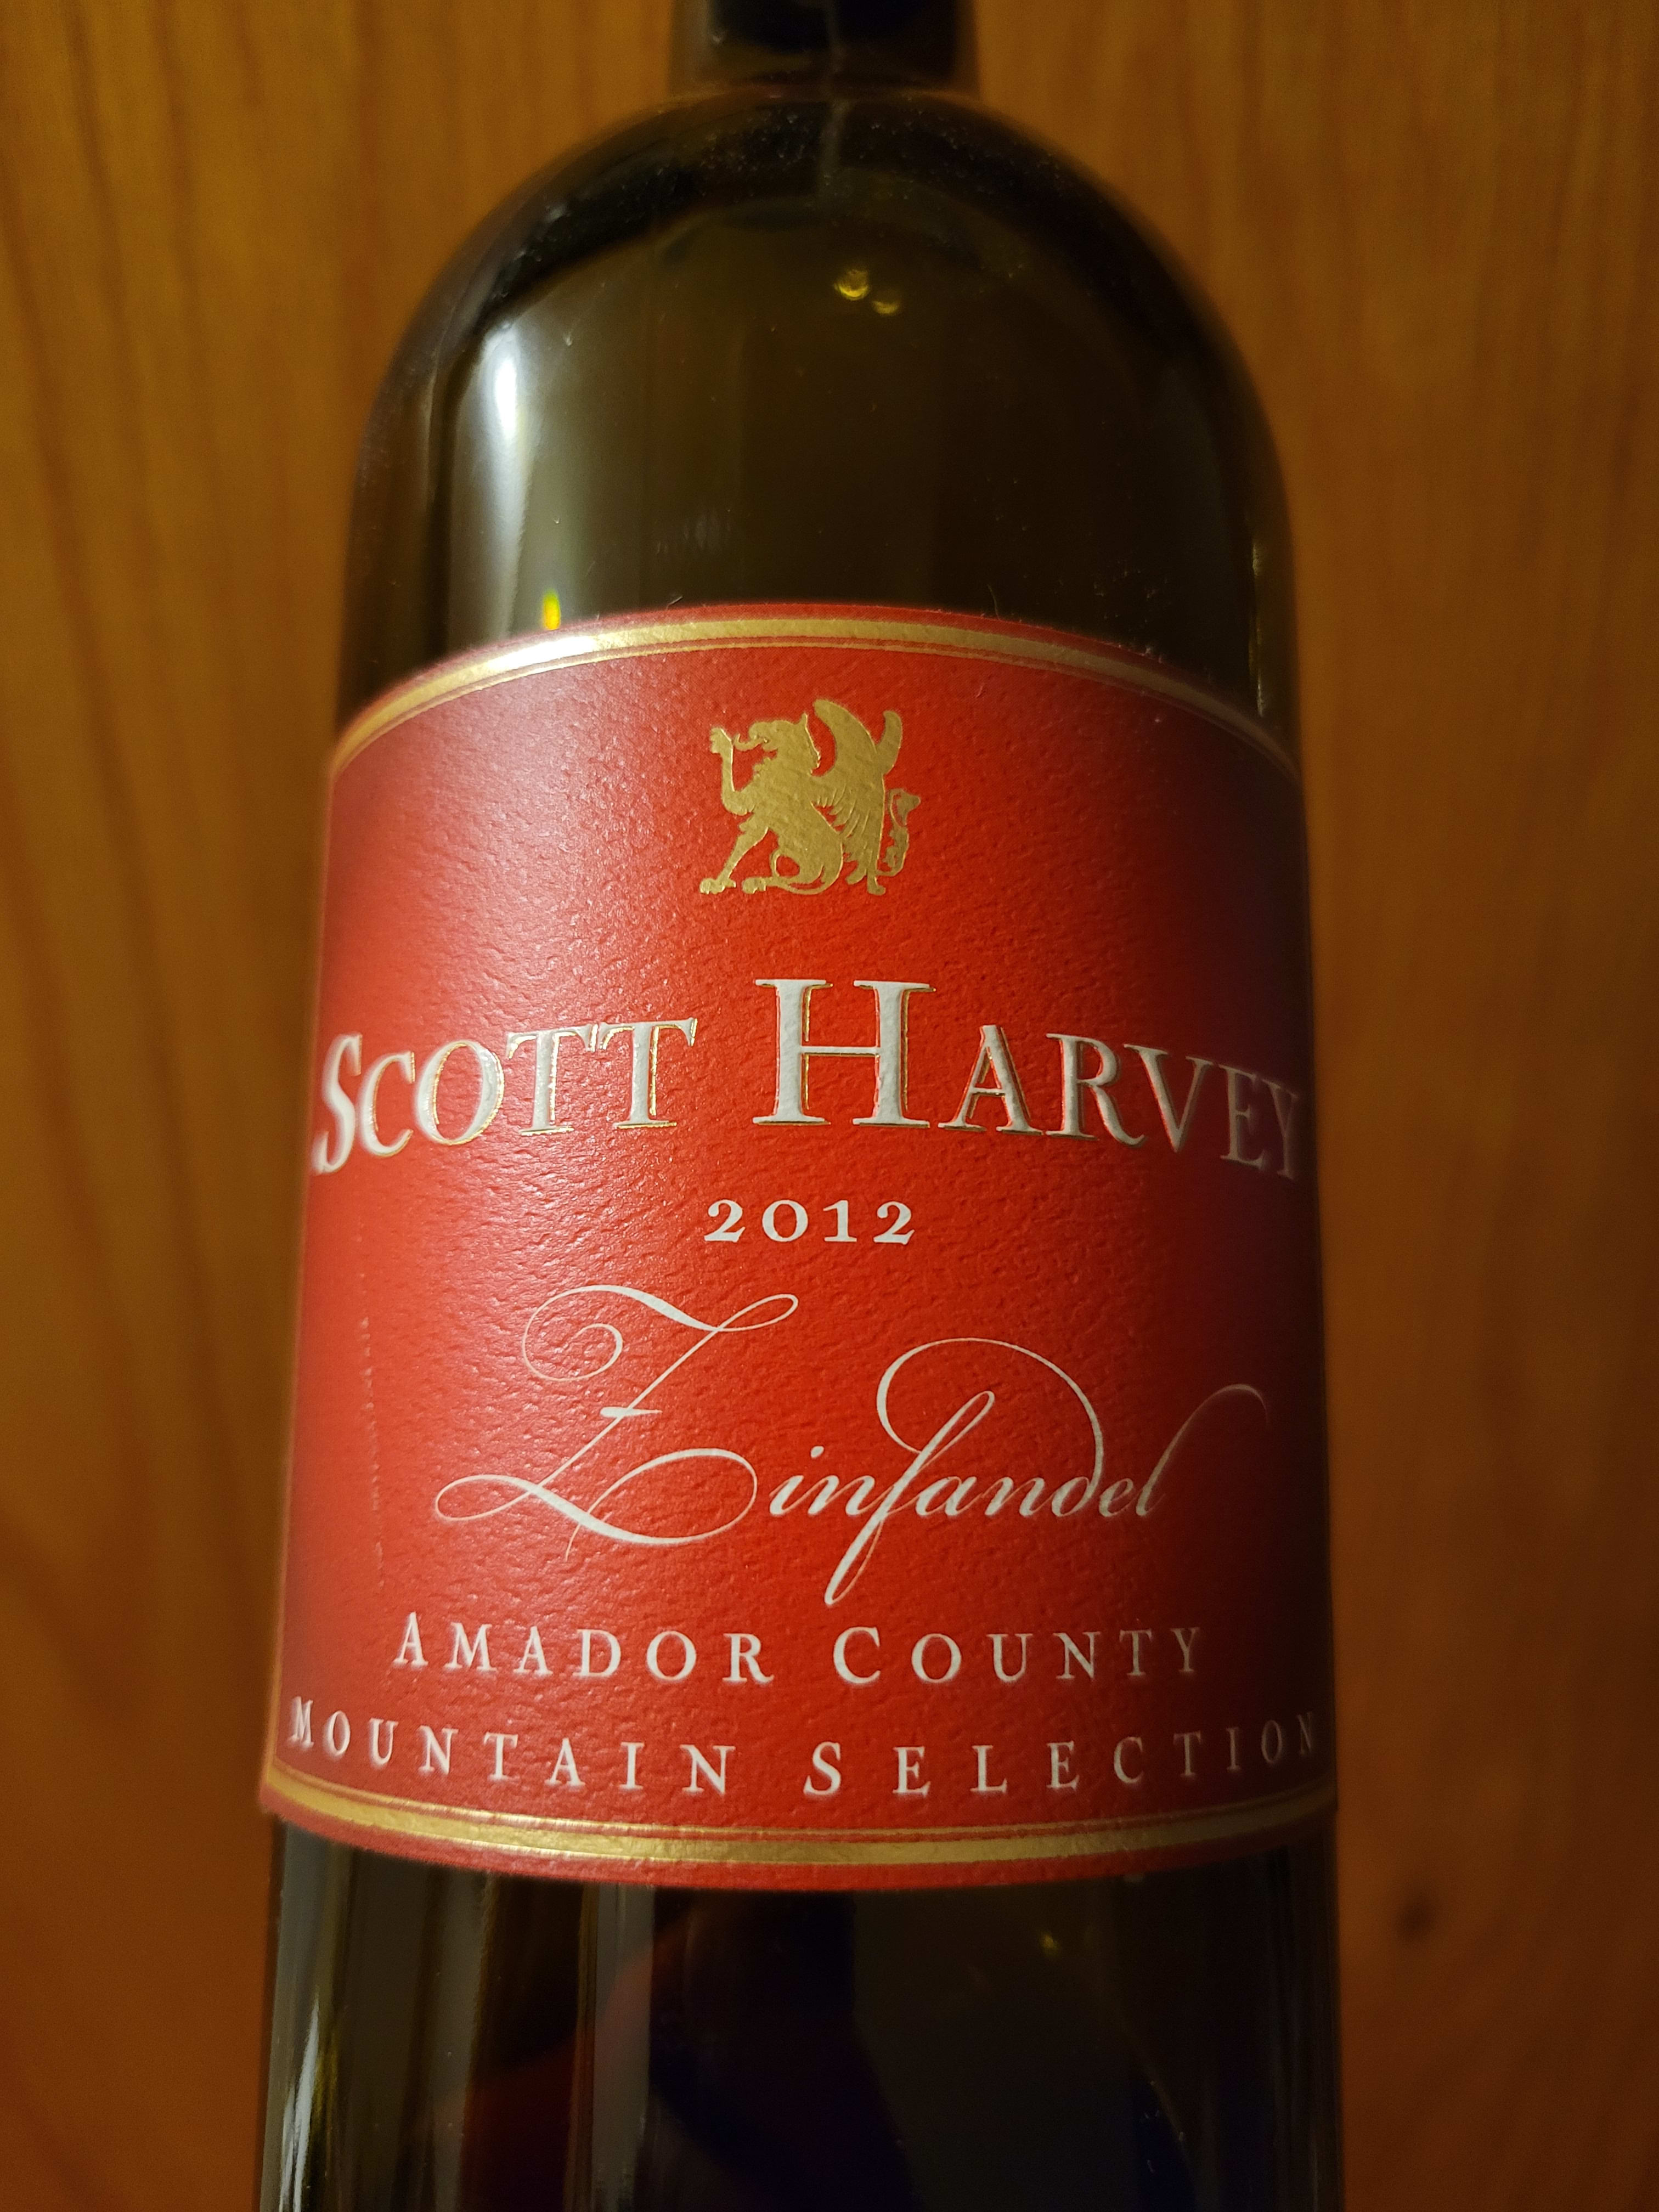 SCOTT HARVEY
2012
Zinfandel
AMADOR COUNTY
MOUNTAIN SELECTION